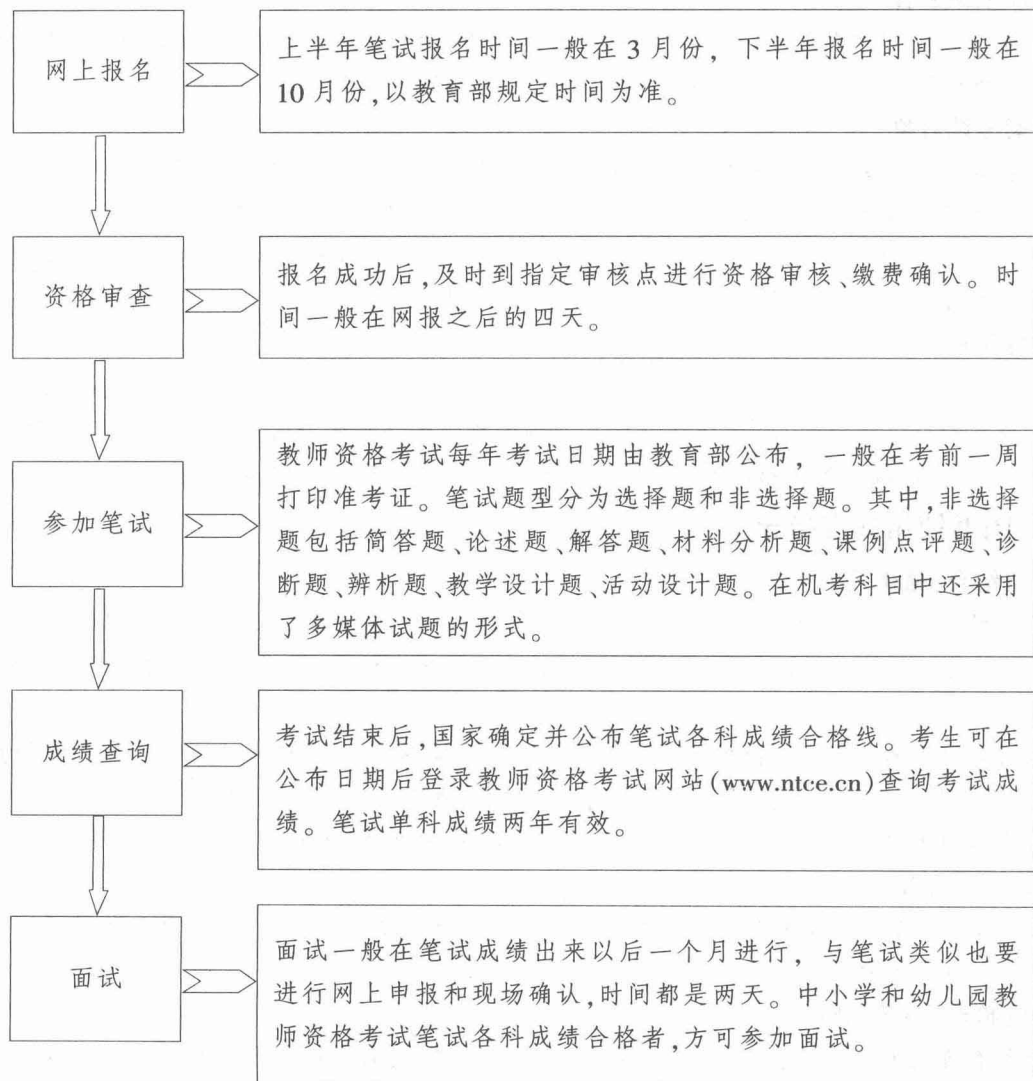 网上报名
上半年笔试报名时间一般在 3 月份，下半年报名时间一般在
10 月份,以教育部规定时间为准。
资格审查
报名成功后,及时到指定审核点进行资格审核、缴费确认。时
间一般在网报之后的四天。
参加笔试
教师资格考试每年考试日期由教育部公布，一般在考前一周
打印准考证。笔试题型分为选择题和非选择题。其中,非选择
题包括简答题、论述题、解答题、材料分析题、课例点评题、诊
断题、辨析题、教学设计题、活动设计题。在机考科目中还采用
了多媒体试题的形式。
成绩查询
考试结束后,国家确定并公布笔试各科成绩合格线。考生可在
公布日期后登录教师资格考试网站(www.ntce.cn)查询考试成
绩。笔试单科成绩两年有效。
面试
面试一般在笔试成绩出来以后一个月进行，与笔试类似也要
进行网上申报和现场确认,时间都是两天。中小学和幼儿园教
师资格考试笔试各科成绩合格者,方可参加面试。